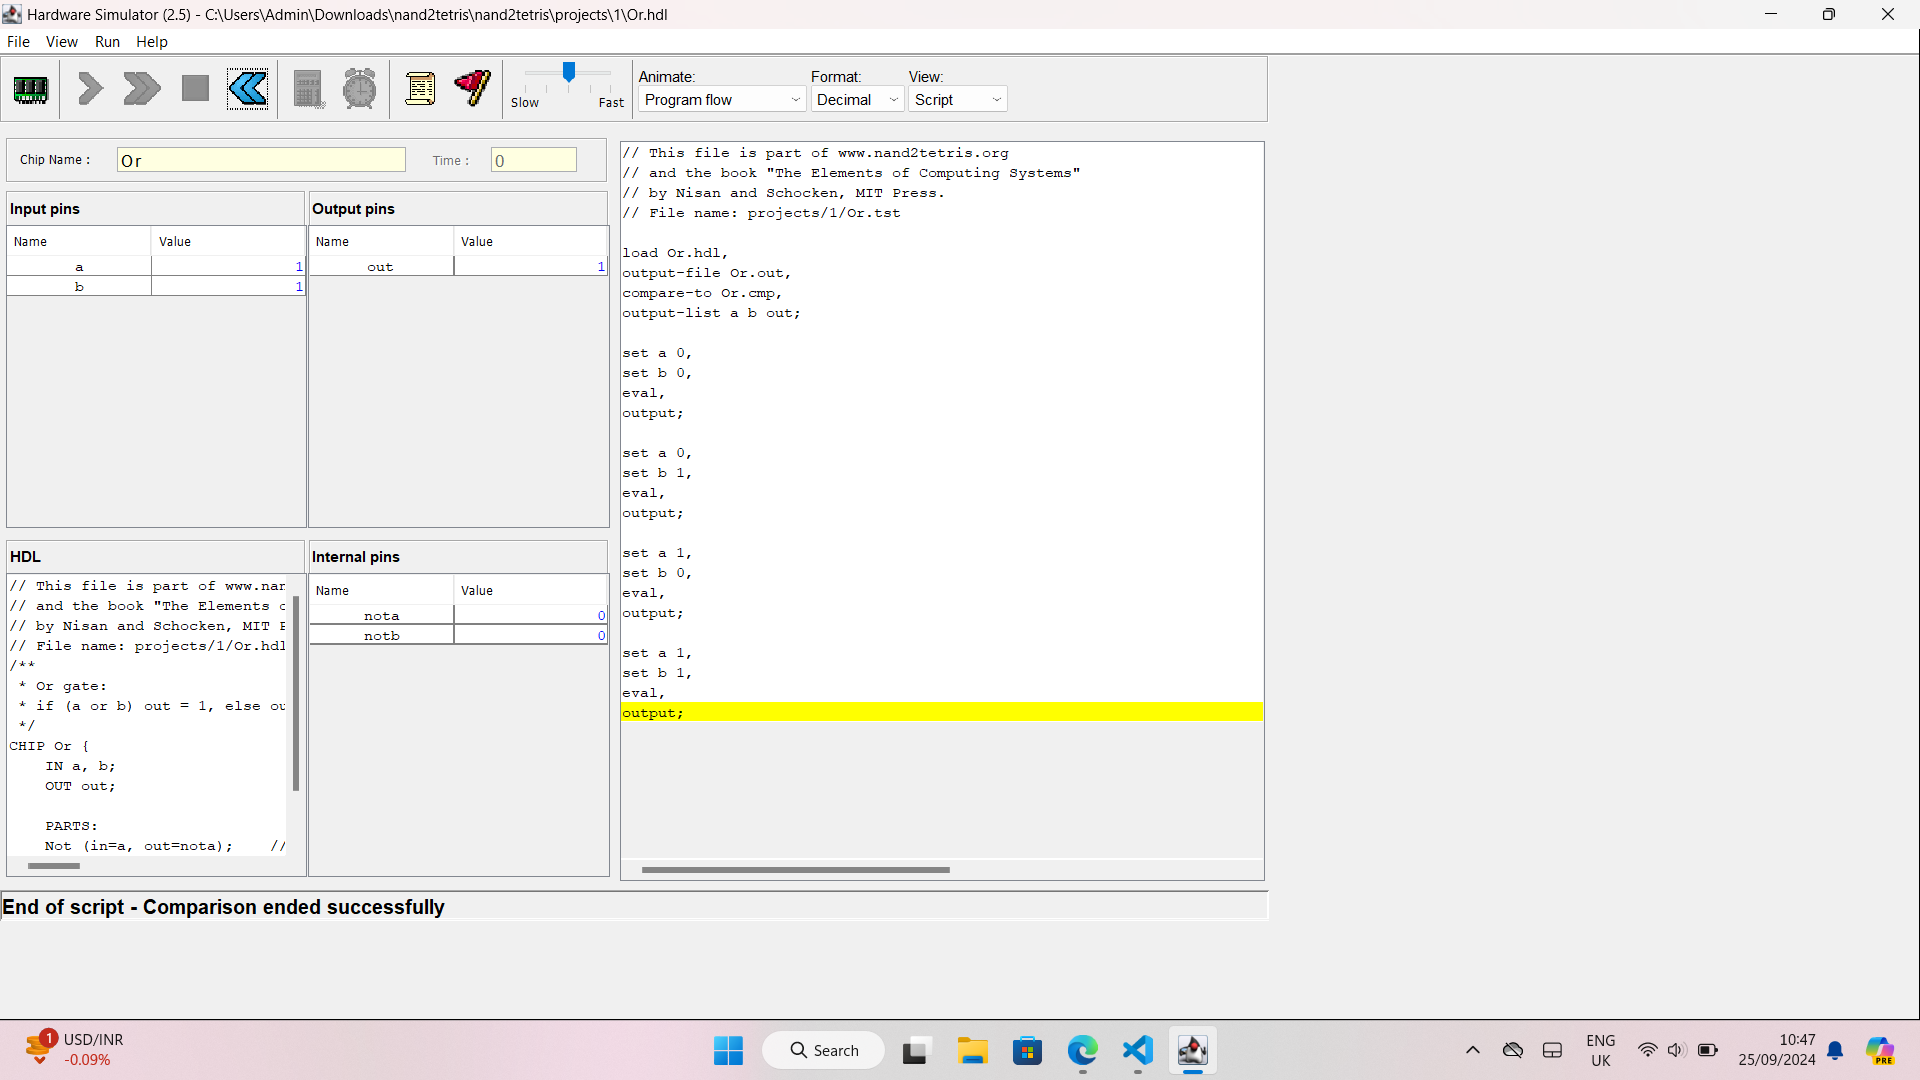 Hardware Simulator (2.5) - C:\Users\Admin\Downloads\nand2tetris\nand2tetris\projects\1\Or.hdl
File View Run Help
Slow Fast
Animate: Format: View:
Program flow Decimal Script
Chip Name : Or Time : 0
Input pins
Name Value
a 1
b 1
Output pins
Name Value
out 1
HDL
// This file is part of www.nan
// and the book "The Elements o
// by Nisan and Schocken, MIT P
// File name: projects/1/Or.hdl
/**
* Or gate:
* if (a or b) out = 1, else ou
*/
CHIP Or {
IN a, b;
OUT out;
PARTS:
Not (in=a, out=nota); //
Internal pins
Name Value
nota 0
notb 0
// This file is part of www.nand2tetris.org
// and the book "The Elements of Computing Systems"
// by Nisan and Schocken, MIT Press.
// File name: projects/1/Or.tst
load Or.hdl,
output-file Or.out,
compare-to Or.cmp,
output-list a b out;
set a 0,
set b 0,
eval,
output;
set a 0,
set b 1,
eval,
output;
set a 1,
set b 0,
eval,
output;
set a 1,
set b 1,
eval,
output;
End of script - Comparison ended successfully
1
USD/INR
-0.09%
Search
ENG
UK
10:47
25/09/2024
PRE